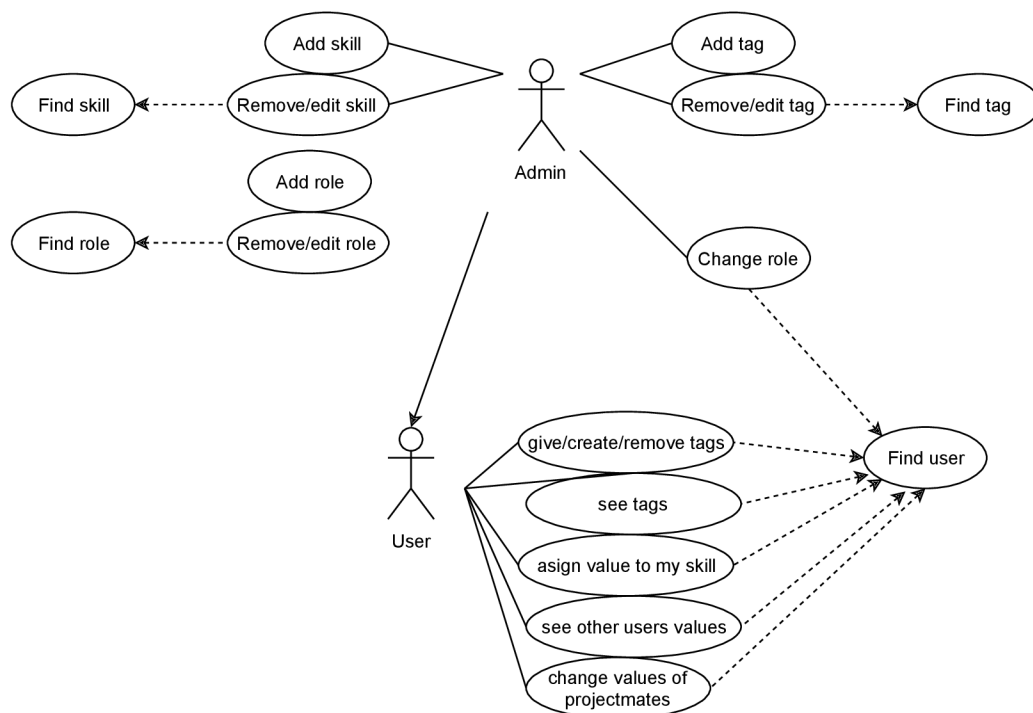 Add skill
Add tag
Find skill
Remove/edit skill
Remove/edit tag
Find tag
Admin
Add role
Find role
Remove/edit role
Change role
give/create/remove tags
Find user
see tags
User
asign value to my skill
see other users values
change values of
projectmates